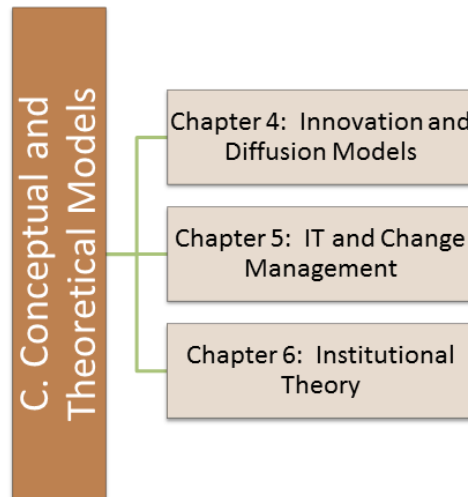 C. Conceptual and
Theoretical Models
Chapter 4: Innovation and
Diffusion Models
Chapter 5: IT and Change
Management
Chapter 6: Institutional
Theory